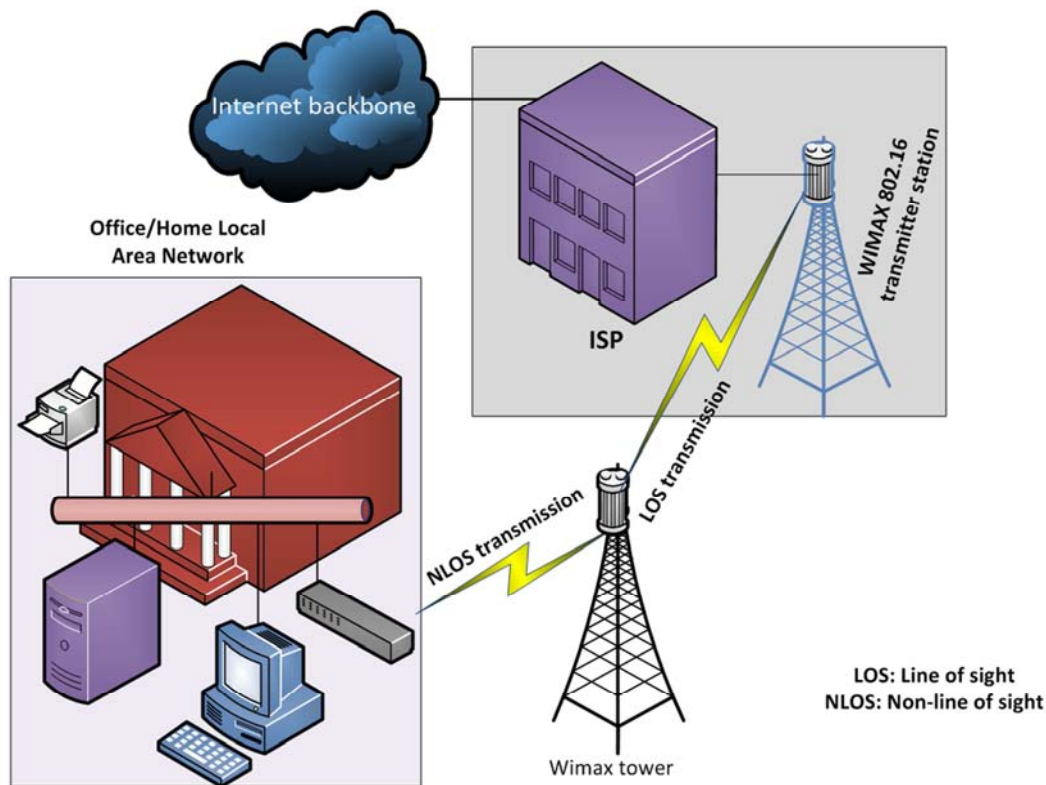 Internet backbone
WIMAX 802.16
transmitter station
Office/Home Local
Area Network
ISP
LOS transmission
NLOS transmission
LOS: Line of sight
NLOS: Non-line of sight
Wimax tower